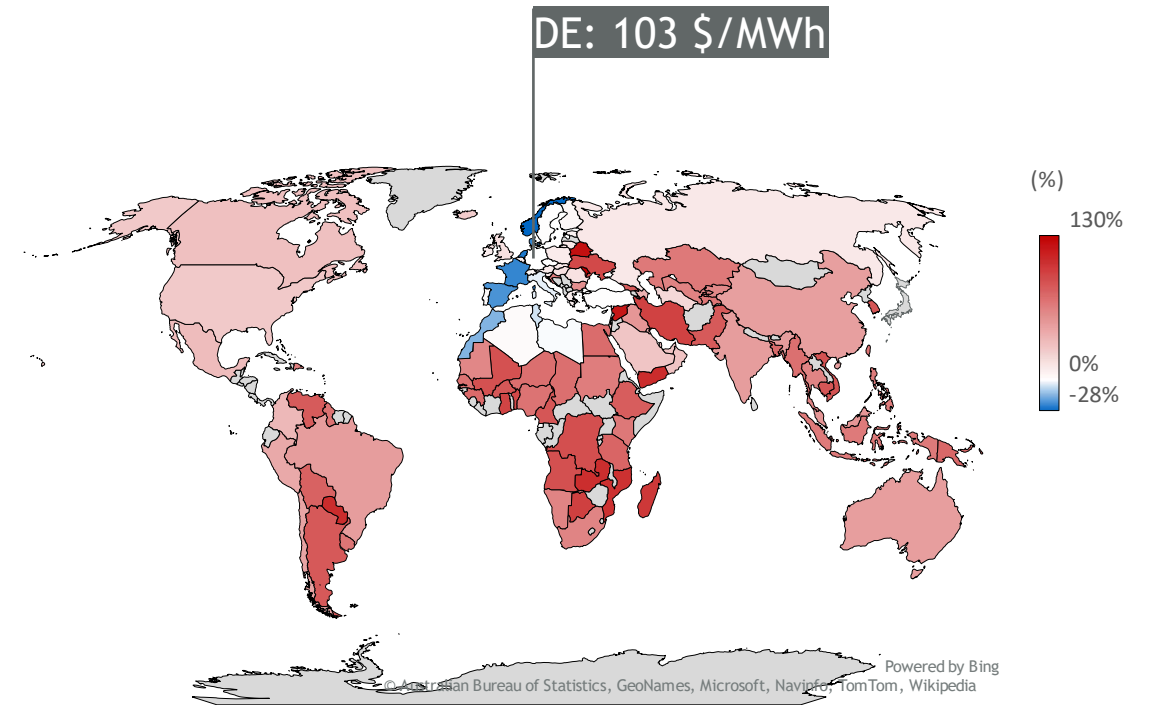 DE: 103 $/MWh
(%)
130%
0%
-28%
Powered by Bing
© Australian Bureau of Statistics, GeoNames, Microsoft, Navinfo, TomTom, Wikipedia